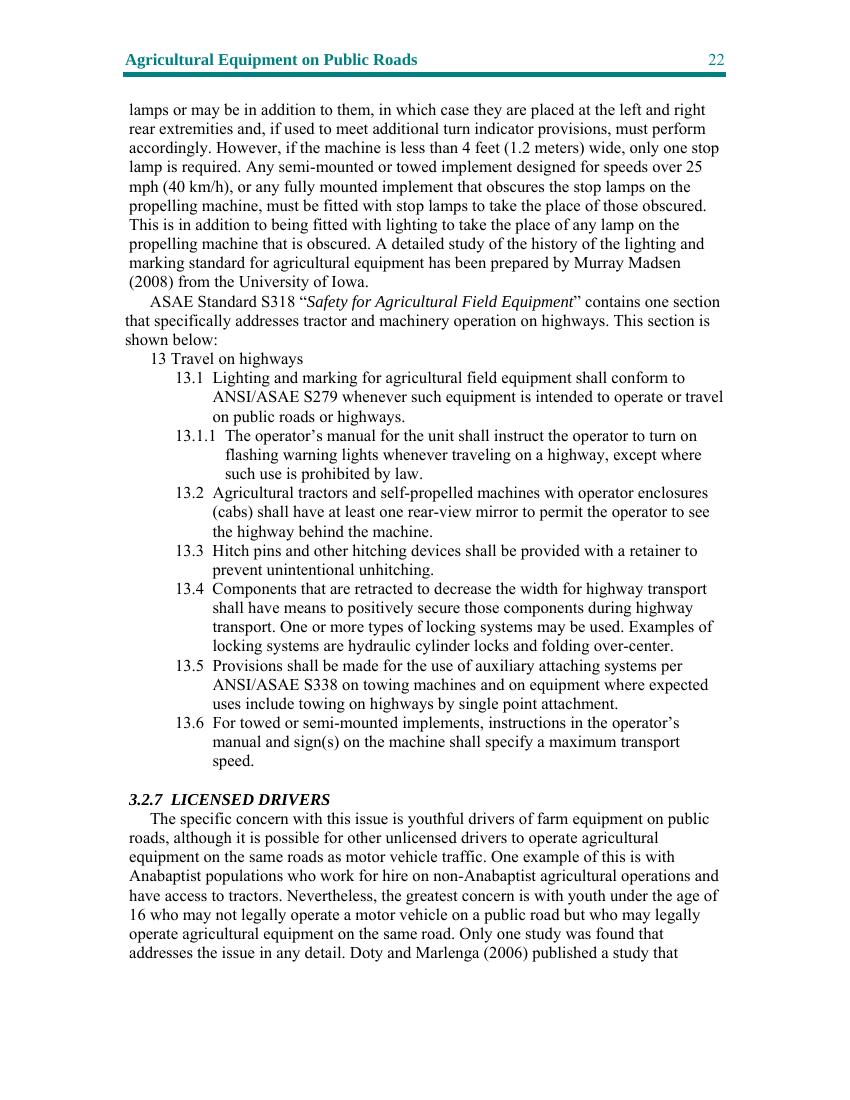 Agricultural Equipment on Public Roads 22
lamps or may be in addition to them, in which case they are placed at the left and right
rear extremities and, if used to meet additional turn indicator provisions, must perform
accordingly. However, if the machine is less than 4 feet (1.2 meters) wide, only one stop
lamp is required. Any semi-mounted or towed implement designed for speeds over 25
mph (40 km/h), or any fully mounted implement that obscures the stop lamps on the
propelling machine, must be fitted with stop lamps to take the place of those obscured.
This is in addition to being fitted with lighting to take the place of any lamp on the
propelling machine that is obscured. A detailed study of the history of the lighting and
marking standard for agricultural equipment has been prepared by Murray Madsen
(2008) from the University of Iowa.
ASAE Standard S318 “Safety for Agricultural Field Equipment” contains one section
that specifically addresses tractor and machinery operation on highways. This section is
shown below:
13 Travel on highways
13.1 Lighting and marking for agricultural field equipment shall conform to
ANSI/ASAE S279 whenever such equipment is intended to operate or travel
on public roads or highways.
13.1.1 The operator’s manual for the unit shall instruct the operator to turn on
flashing warning lights whenever traveling on a highway, except where
such use is prohibited by law.
13.2 Agricultural tractors and self-propelled machines with operator enclosures
(cabs) shall have at least one rear-view mirror to permit the operator to see
the highway behind the machine.
13.3 Hitch pins and other hitching devices shall be provided with a retainer to
prevent unintentional unhitching.
13.4 Components that are retracted to decrease the width for highway transport
shall have means to positively secure those components during highway
transport. One or more types of locking systems may be used. Examples of
locking systems are hydraulic cylinder locks and folding over-center.
13.5 Provisions shall be made for the use of auxiliary attaching systems per
ANSI/ASAE S338 on towing machines and on equipment where expected
uses include towing on highways by single point attachment.
13.6 For towed or semi-mounted implements, instructions in the operator’s
manual and sign(s) on the machine shall specify a maximum transport
speed.
3.2.7 LICENSED DRIVERS
The specific concern with this issue is youthful drivers of farm equipment on public
roads, although it is possible for other unlicensed drivers to operate agricultural
equipment on the same roads as motor vehicle traffic. One example of this is with
Anabaptist populations who work for hire on non-Anabaptist agricultural operations and
have access to tractors. Nevertheless, the greatest concern is with youth under the age of
16 who may not legally operate a motor vehicle on a public road but who may legally
operate agricultural equipment on the same road. Only one study was found that
addresses the issue in any detail. Doty and Marlenga (2006) published a study that